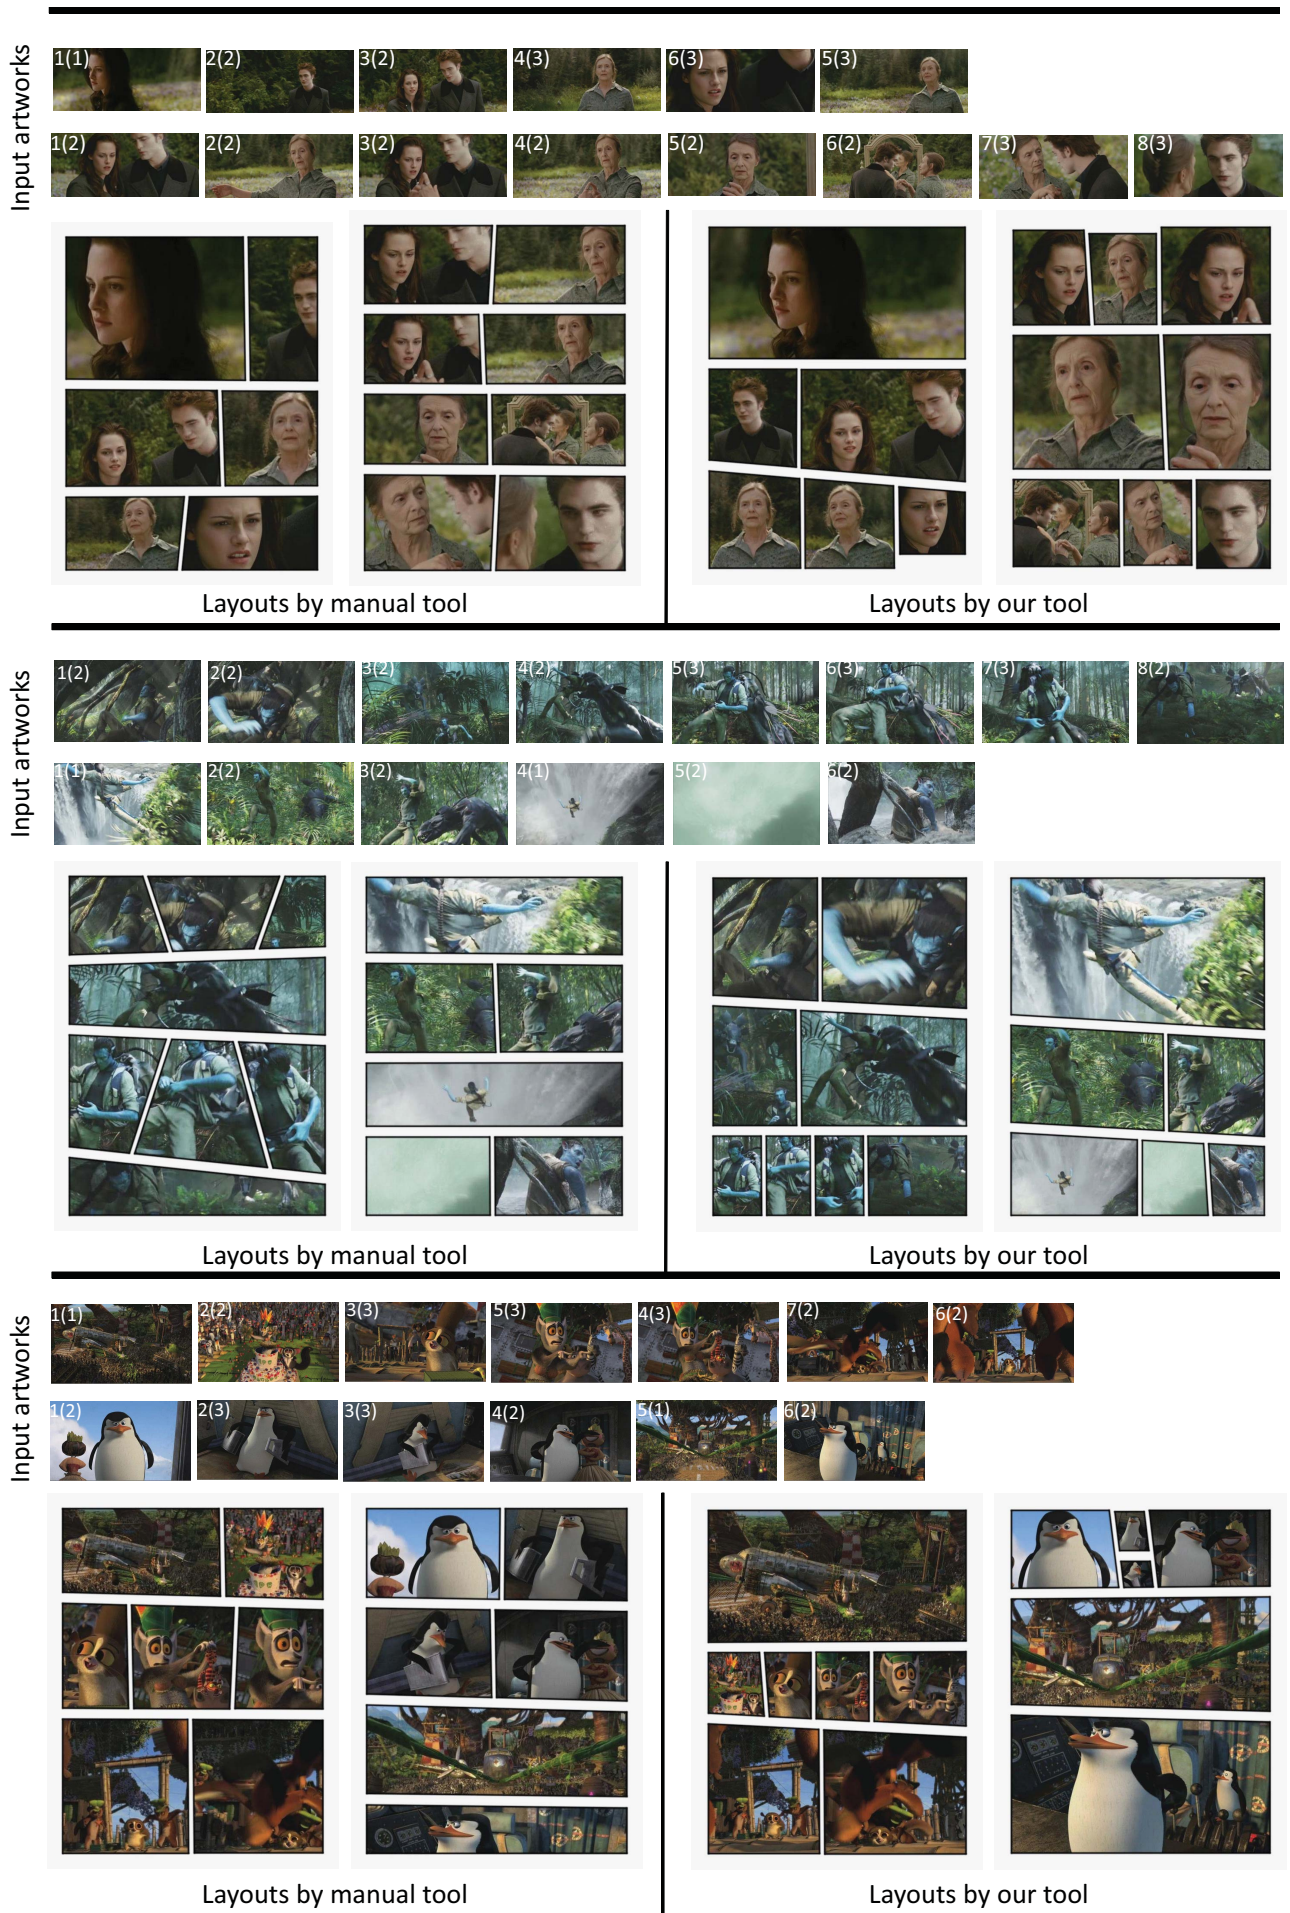 Input artworks
1(1) 2(2) 3(2) 4(3) 6(3) 5(3)
Input artworks
1(2) 2(2) 3(2) 4(2) 5(2) 6(2) 7(3) 8(3)
Layouts by manual tool
Layouts by our tool
Input artworks
1(2) 2(2) 3(2) 4(2) 5(3) 6(3) 7(3) 8(2)
1(1) 2(2) 3(2) 4(1) 5(2) 6(2)
Layouts by manual tool
Layouts by our tool
Input artworks
1(1) 2(2) 3(3) 5(3) 4(3) 7(2) 6(2)
1(2) 2(3) 3(3) 4(2) 5(1) 6(2)
Layouts by manual tool
Layouts by our tool